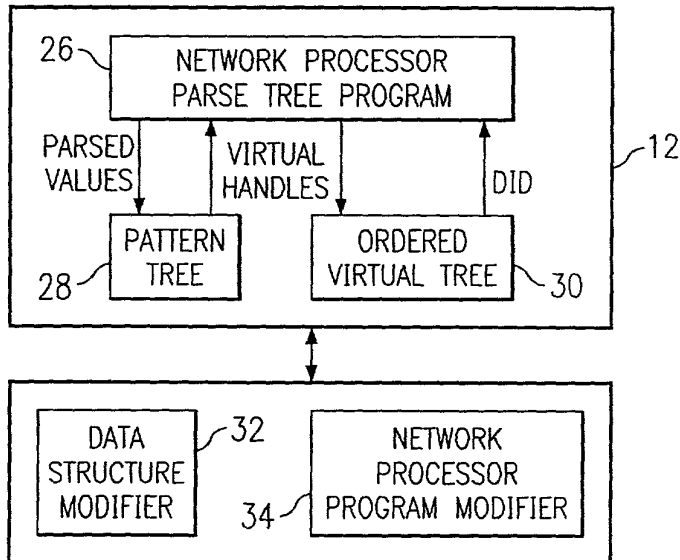 26
NETWORK PROCESSOR
PARSE TREE PROGRAM
12
PARSED
VALUES
VIRTUAL
HANDLES
DID
PATTERN
TREE
28
ORDERED
VIRTUAL TREE
30
DATA
STRUCTURE
MODIFIER
32
NETWORK
PROCESSOR
PROGRAM MODIFIER
34